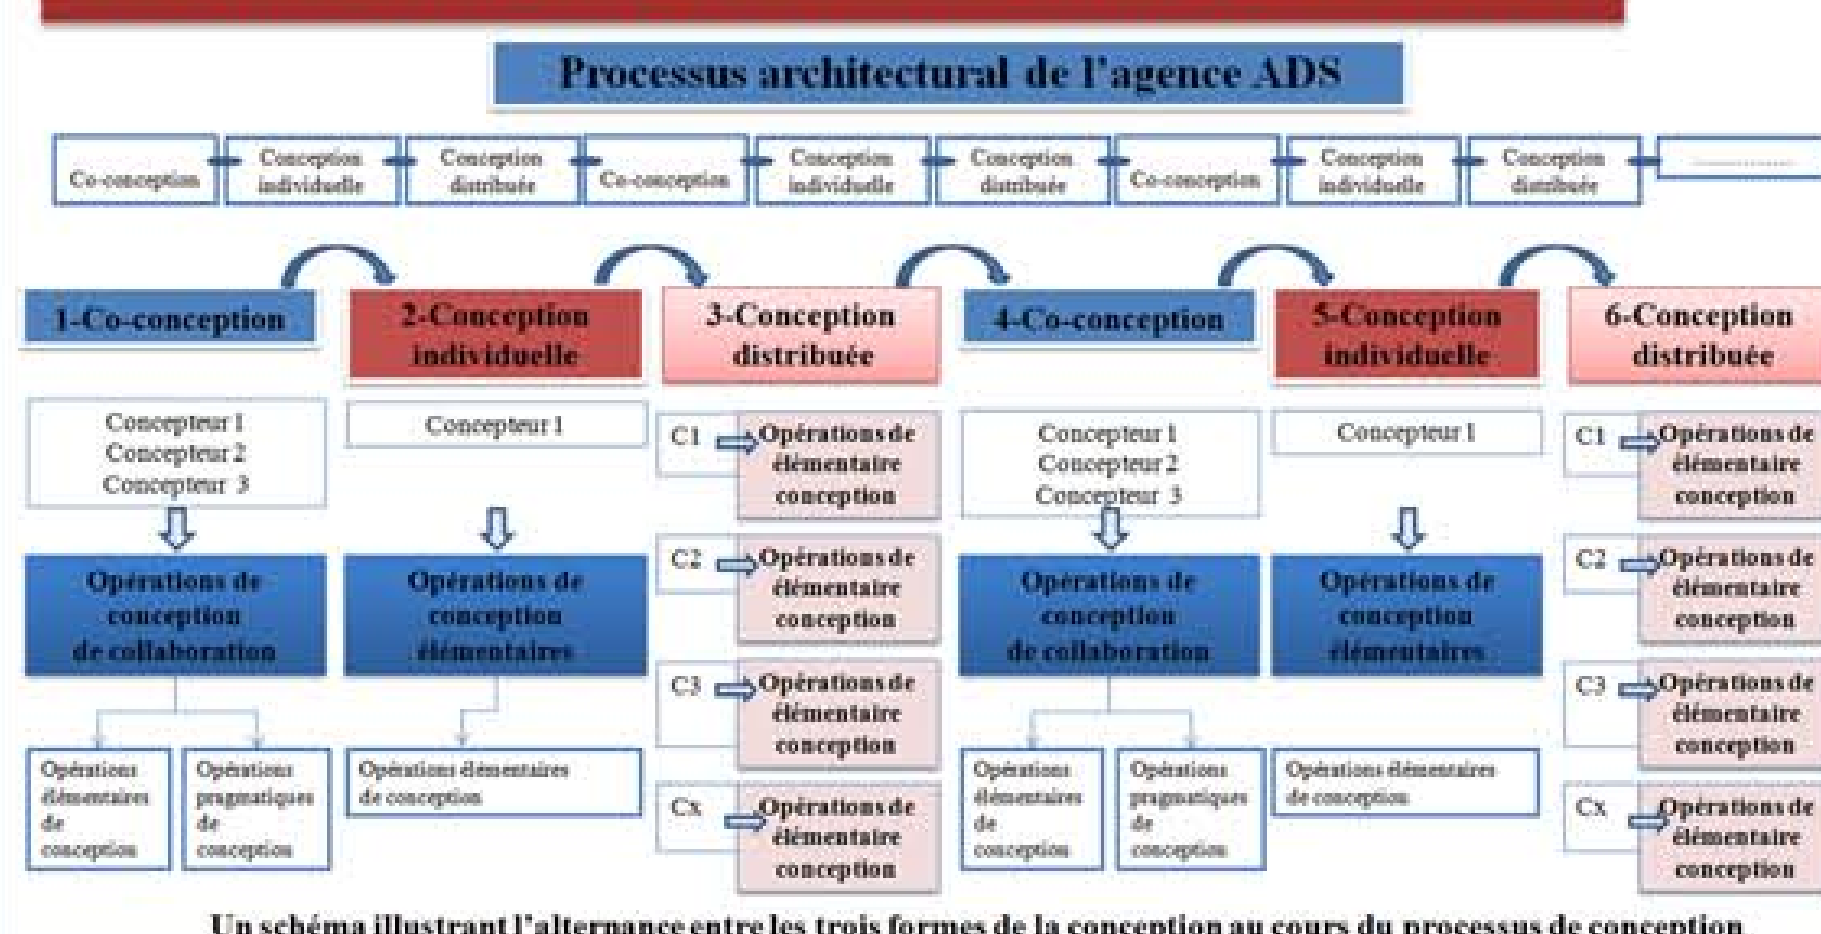 Processus architectural de l'agence ADS
Co-conception
Conception
individuelle
Conception
distribuée
Co-conception
Conception
individuelle
Conception
distribuée
Co-conception
Conception
individuelle
Conception
distribuée
................
1-Co-conception
2-Conception
individuelle
3-Conception
distribuée
4-Co-conception
5-Conception
individuelle
6-Conception
distribuée
Concepteur 1
Concepteur 2
Concepteur 3
Opérations de
conception
de collaboration
Opérations
élémentaires
de
conception
Opérations
pragmatiques
de
conception
Concepteur 1
Opérations de
conception
élémentaires
Opérations élémentaires
de conception
C1
Opérations de
élémentaire
conception
C2
Opérations de
élémentaire
conception
C3
Opérations de
élémentaire
conception
Cx
Opérations de
élémentaire
conception
Concepteur 1
Concepteur 2
Concepteur 3
Opérations de
conception
de collaboration
Opérations
élémentaires
de
conception
Opérations
pragmatiques
de
conception
Concepteur 1
Opérations de
conception
élémentaires
Opérations élémentaires
de conception
C1
Opérations de
élémentaire
conception
C2
Opérations de
élémentaire
conception
C3
Opérations de
élémentaire
conception
Cx
Opérations de
élémentaire
conception
Un schéma illustrant l'alternance entre les trois formes de la conception au cours du processus de conception